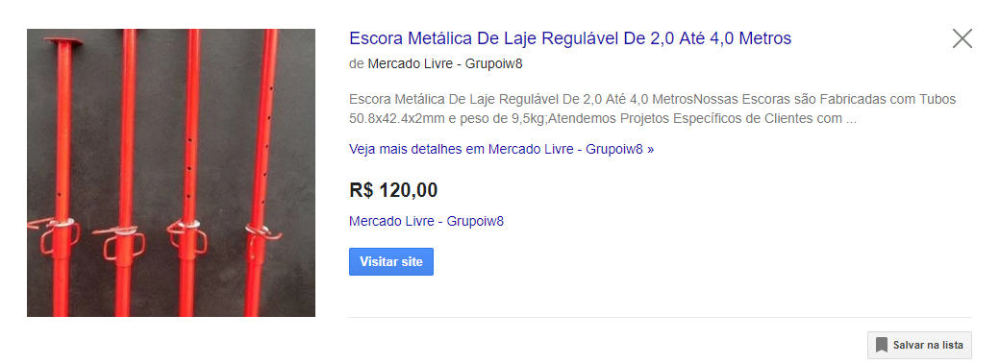 Escora Metálica De Laje Regulável De 2,0 Até 4,0 Metros
de Mercado Livre - Grupoiw8
Escora Metálica De Laje Regulável De 2,0 Até 4,0 MetrosNossas Escoras são Fabricadas com Tubos
50.8x42.4x2mm e peso de 9,5kg;Atendemos Projetos Específicos de Clientes com ...
Veja mais detalhes em Mercado Livre - Grupoiw8 »
R$ 120,00
Mercado Livre - Grupoiw8
Visitar site
Salvar na lista